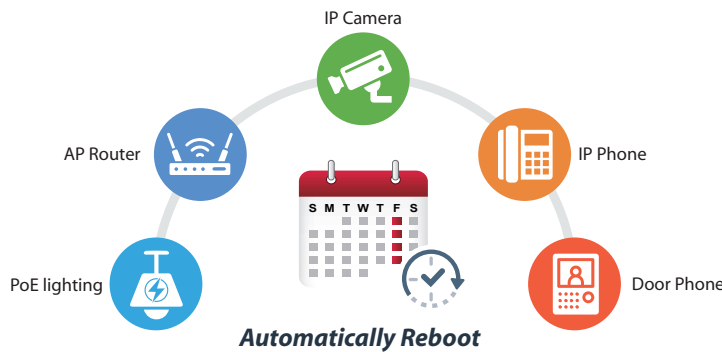 IP Camera
AP Router
IP Phone
S M T W T F S
PoE lighting
Door Phone
Automatically Reboot